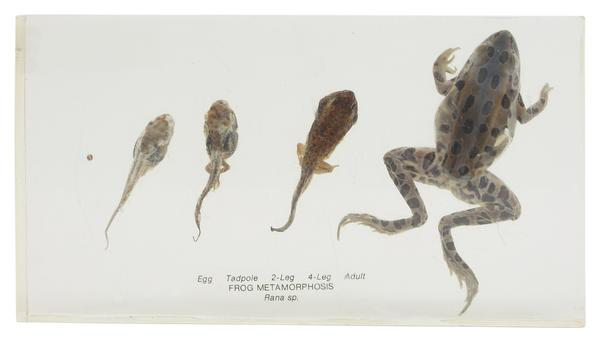 Egg Tadpole 2-Leg 4-Leg Adult
FROG METAMORPHOSIS
Rana sp.